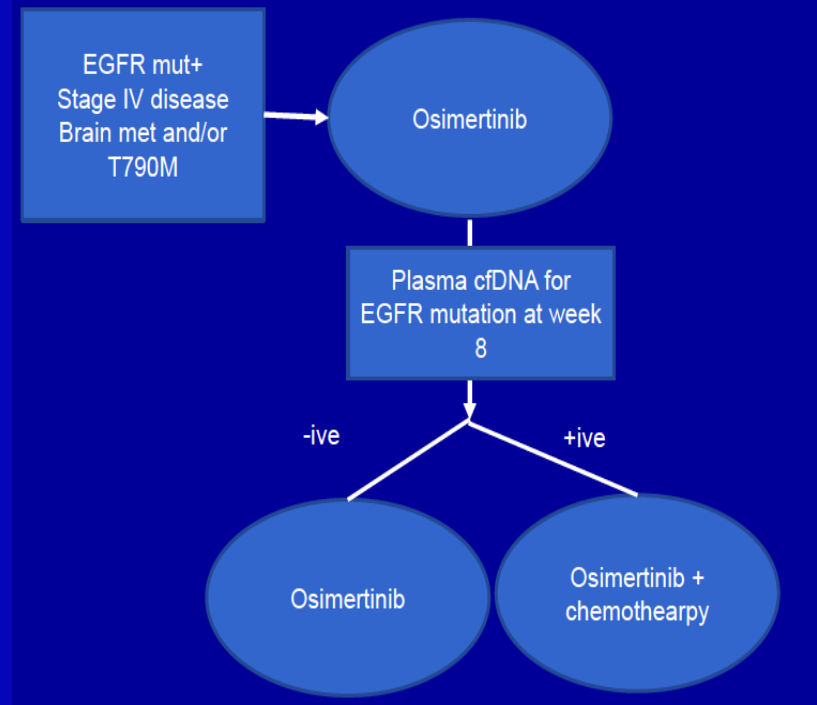 EGFR mut+
Stage IV disease
Brain met and/or
T790M
Osimertinib
Plasma cfDNA for
EGFR mutation at week
8
-ive
+ive
Osimertinib
Osimertinib +
chemothearpy